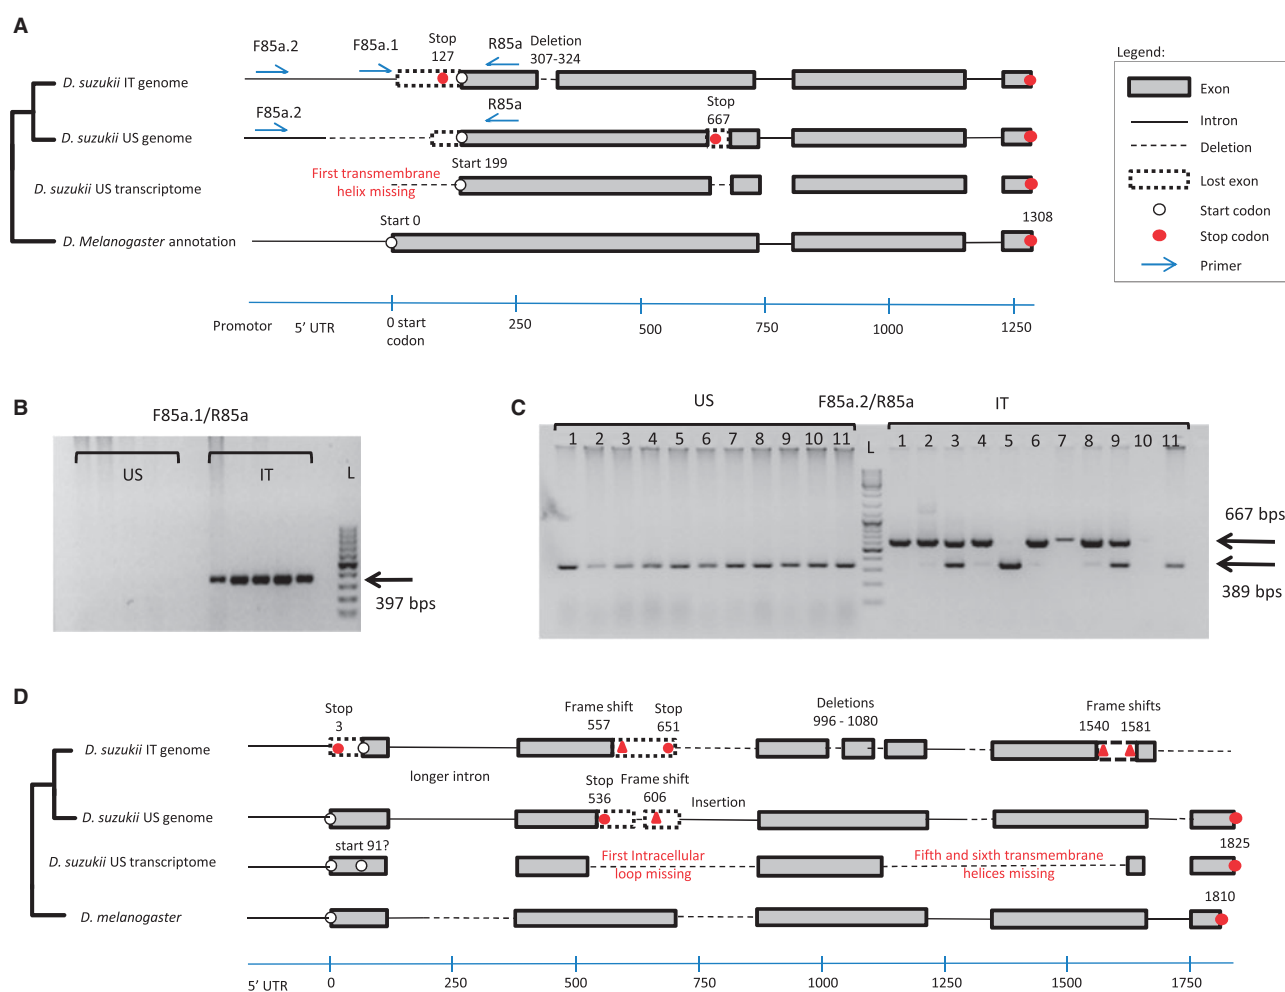 A
F85a.2
F85a.1
Stop
127
R85a
Deletion
307-324
D. suzukii IT genome
F85a.2
R85a
Stop
667
D. suzukii US genome
Start 199
First transmembrane
helix missing
D. suzukii US transcriptome
Start 0
1308
D. Melanogaster annotation
0 start
codon
250
500
750
1000
1250
Promotor
5' UTR
Legend:
Exon
Intron
Deletion
Lost exon
Start codon
Stop codon
Primer
B
F85a.1/R85a
US
IT
L
397 bps
C
US
F85a.2/R85a
IT
1 2 3 4 5 6 7 8 9 10 11
L
1 2 3 4 5 6 7 8 9 10 11
667 bps
389 bps
D
Stop
3
Frame shift
557
Stop
651
Deletions
996 - 1080
Frame shifts
1540 1581
D. suzukii IT genome
longer intron
Stop
536
Frame shift
606
Insertion
D. suzukii US genome
start 91?
First Intracellular
loop missing
Fifth and sixth transmembrane
helices missing
1825
D. suzukii US transcriptome
1810
D. melanogaster
5' UTR
0
250
500
750
1000
1250
1500
1750